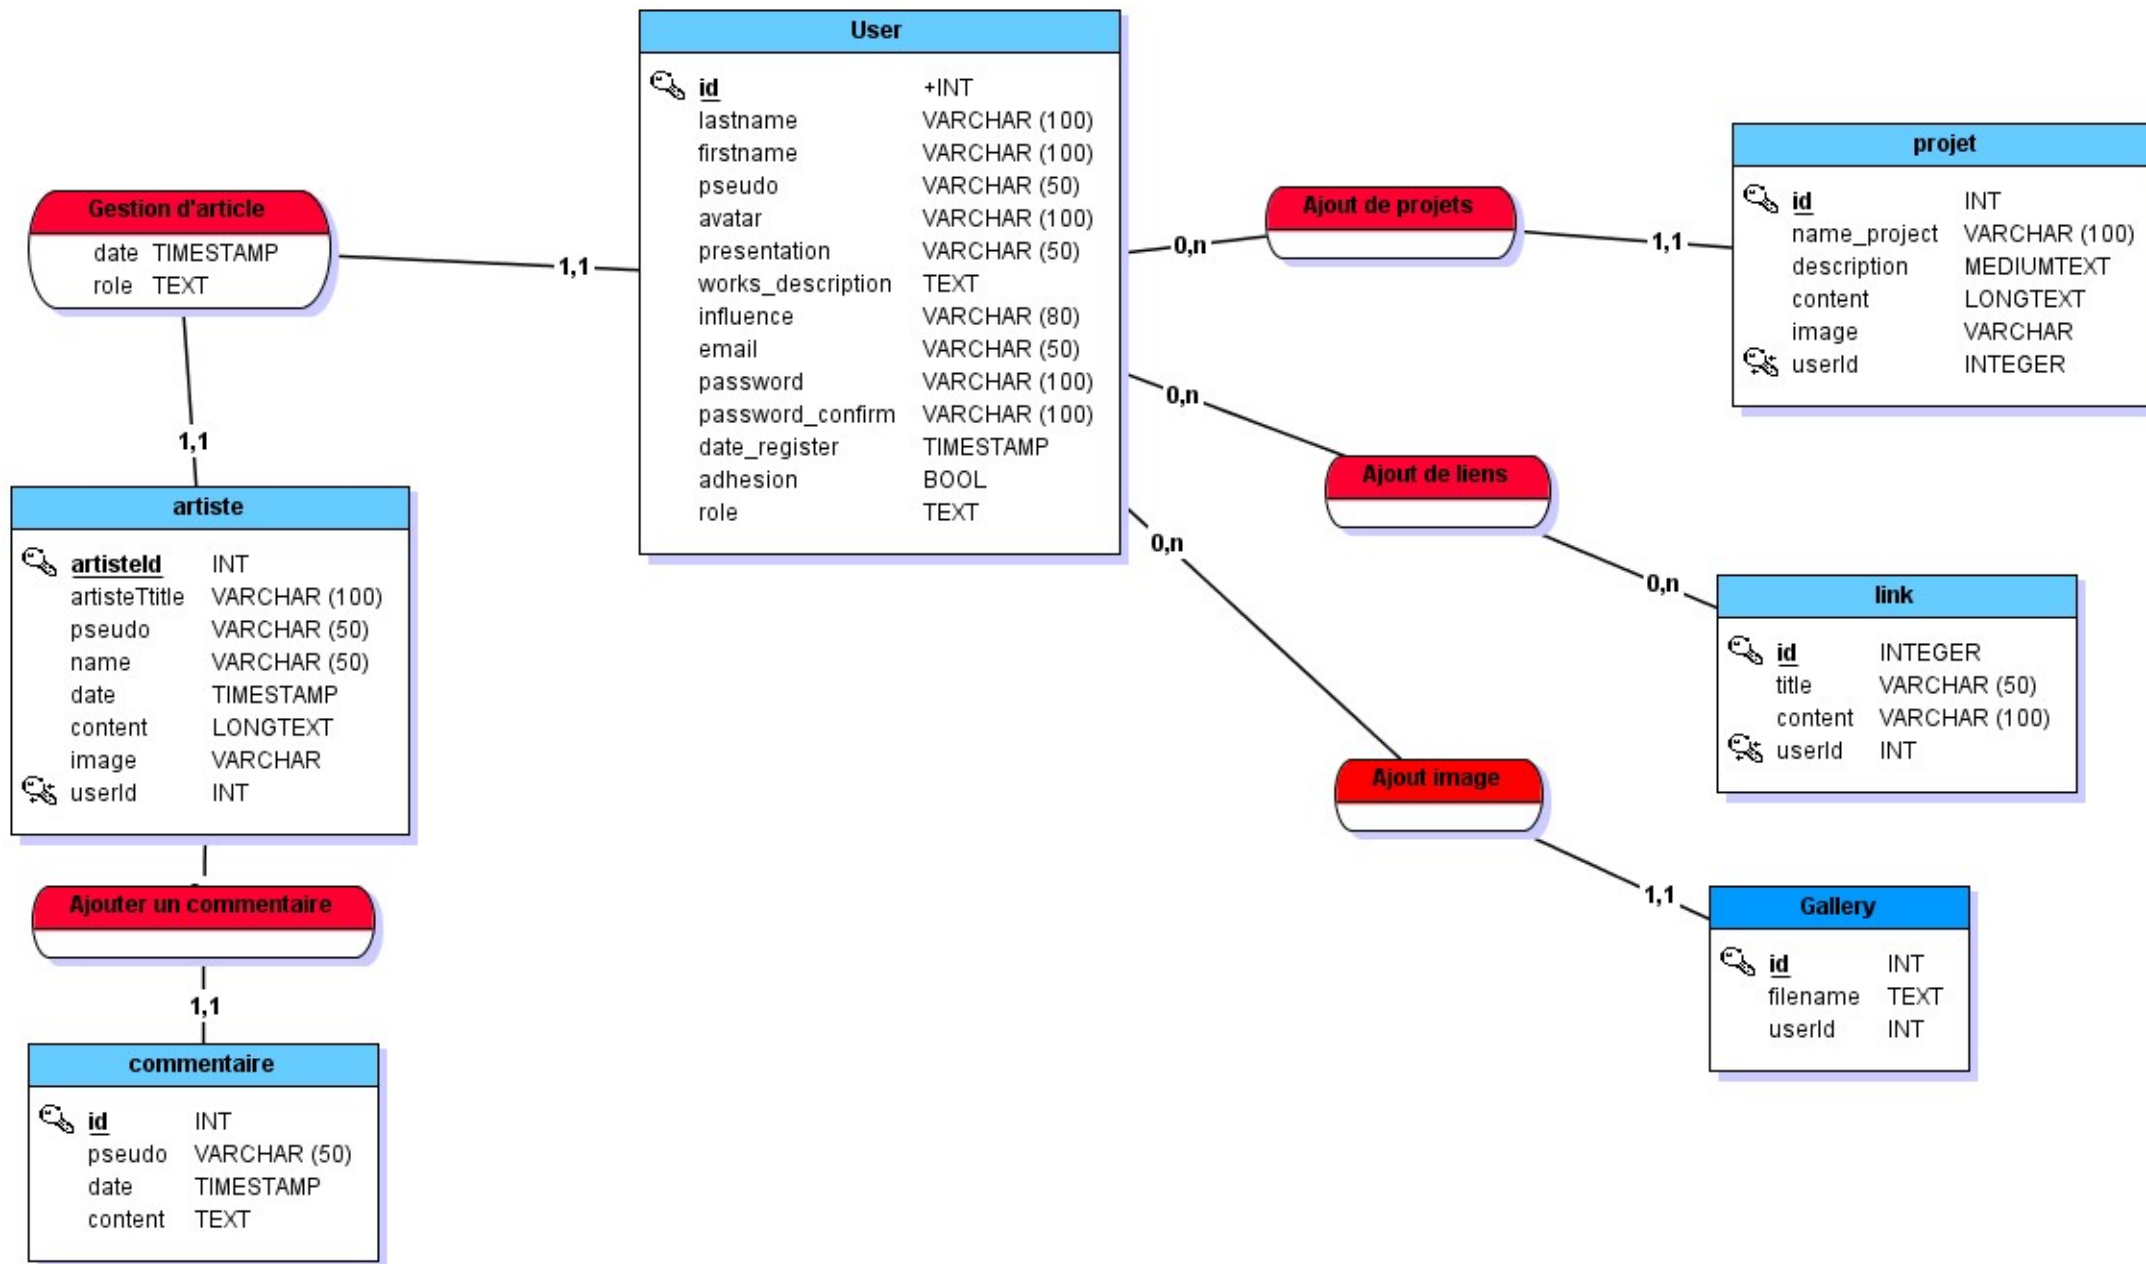 User
id +INT
lastname VARCHAR (100)
firstname VARCHAR (100)
pseudo VARCHAR (50)
avatar VARCHAR (100)
presentation VARCHAR (50)
works_description TEXT
influence VARCHAR (80)
email VARCHAR (50)
password VARCHAR (100)
password_confirm VARCHAR (100)
date_register TIMESTAMP
adhesion BOOL
role TEXT
Gestion d'article
date TIMESTAMP
role TEXT
1,1
1,1
artiste
artisteId INT
artisteTtitle VARCHAR (100)
pseudo VARCHAR (50)
name VARCHAR (50)
date TIMESTAMP
content LONGTEXT
image VARCHAR
userId INT
Ajouter un commentaire
1,1
commentaire
id INT
pseudo VARCHAR (50)
date TIMESTAMP
content TEXT
0,n
Ajout de projets
1,1
projet
id INT
name_project VARCHAR (100)
description MEDIUMTEXT
content LONGTEXT
image VARCHAR
userId INTEGER
0,n
Ajout de liens
0,n
link
id INTEGER
title VARCHAR (50)
content VARCHAR (100)
userId INT
0,n
Ajout image
1,1
Gallery
id INT
filename TEXT
userId INT